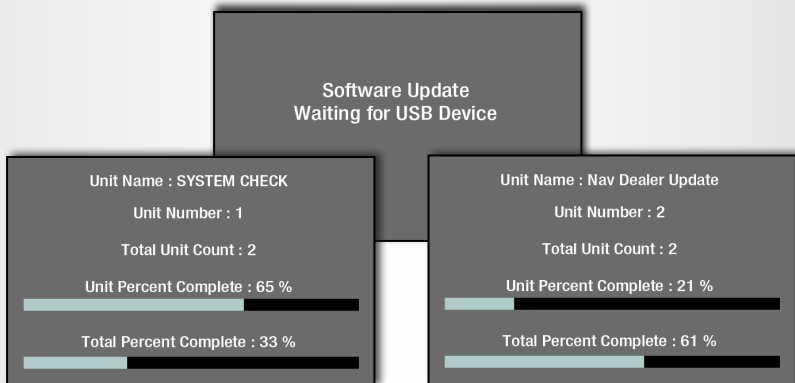 Software Update
Waiting for USB Device
Unit Name : SYSTEM CHECK
Unit Number : 1
Total Unit Count : 2
Unit Percent Complete : 65 %
Total Percent Complete : 33 %
Unit Name : Nav Dealer Update
Unit Number : 2
Total Unit Count : 2
Unit Percent Complete : 21 %
Total Percent Complete : 61 %